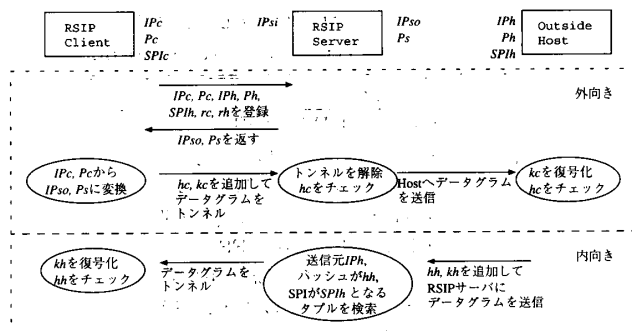 RSIP
Client
IPc
Pc
SPIc
IPsi
RSIP
Server
IPso
Ps
IPh
Ph
SPIh
Outside
Host
外向き
IPc, Pc, IPh, Ph,
SPIh, rc, rhを登録
IPso, Psを返す
IPc, Pcから
IPso, Psに変換
hc, kcを追加して
データグラムを
トンネル
トンネルを解除
hcをチェック
Hostへデータグラム
を送信
kcを復号化
hcをチェック
内向き
khを復号化
hhをチェック
データグラムを
トンネル
送信元IPh,
ハッシュがhh,
SPIがSPIhとなる
タプルを検索
hh, khを追加して
RSIPサーバに
データグラムを送信